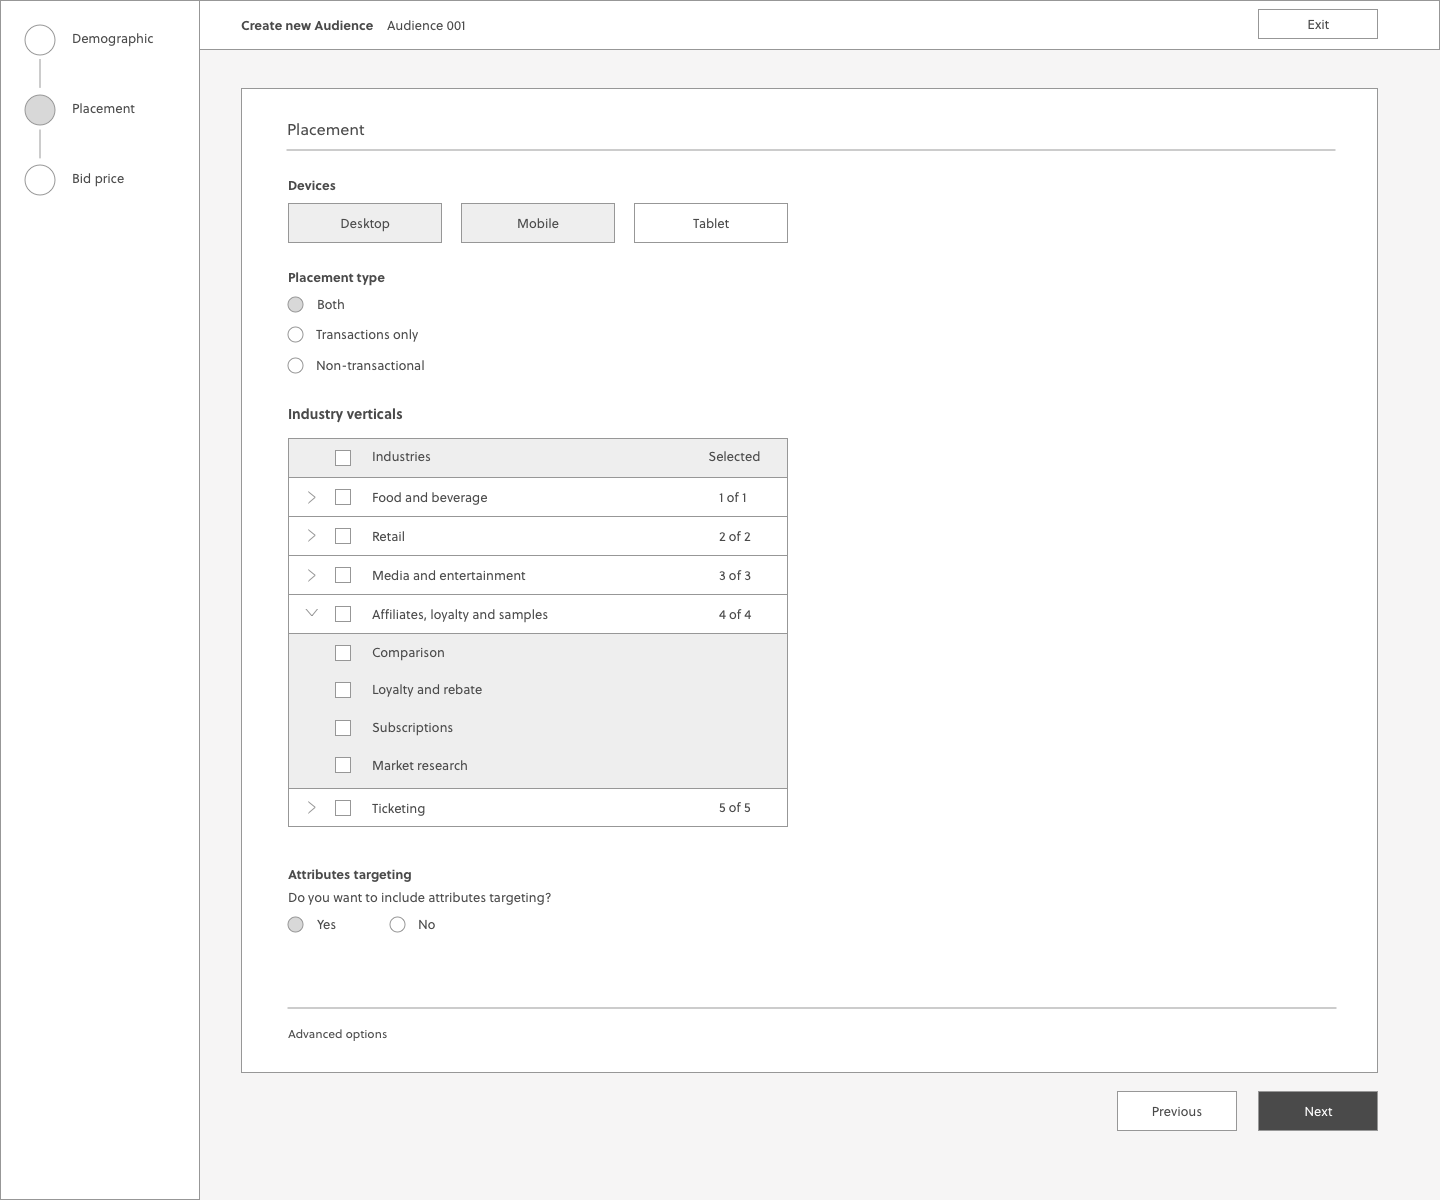 Demographic
Placement
Bid price
Create new Audience Audience 001
Exit
Placement
Devices
Desktop Mobile Tablet
Placement type
Both
Transactions only
Non-transactional
Industry verticals
Industries Selected
Food and beverage 1 of 1
Retail 2 of 2
Media and entertainment 3 of 3
Affiliates, loyalty and samples 4 of 4
Comparison
Loyalty and rebate
Subscriptions
Market research
Ticketing 5 of 5
Attributes targeting
Do you want to include attributes targeting?
Yes No
Advanced options
Previous Next